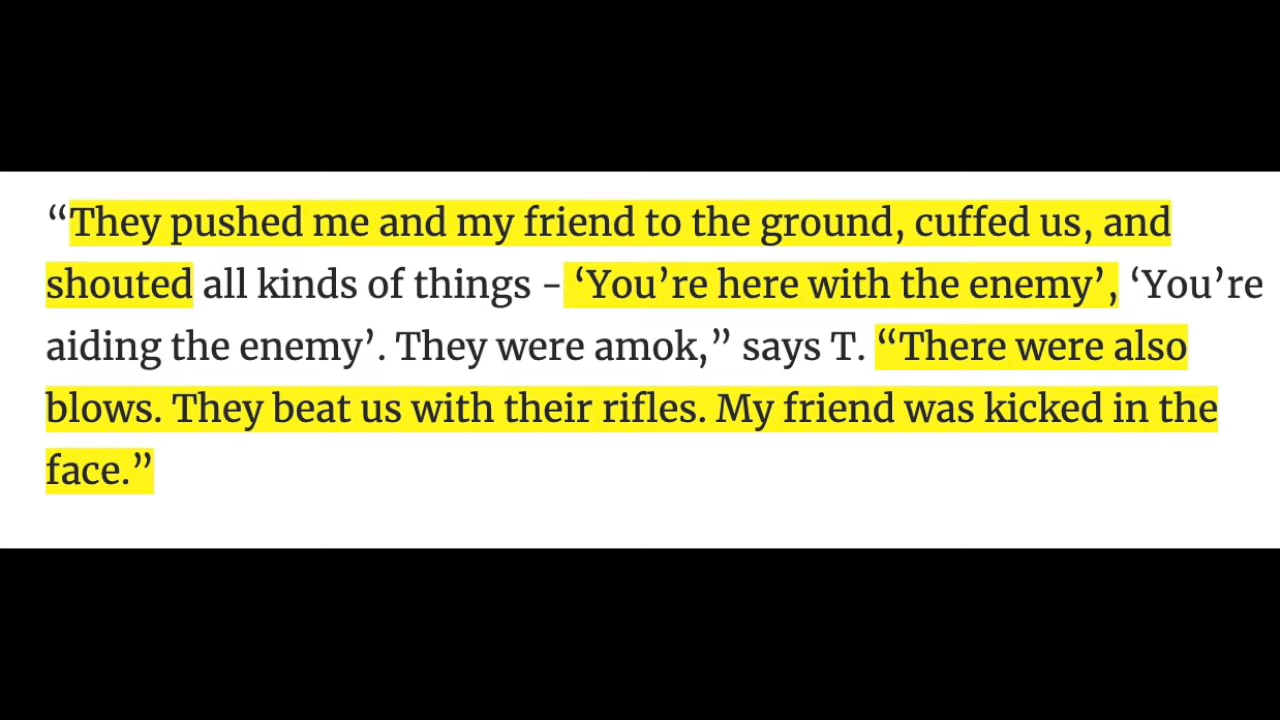 “They pushed me and my friend to the ground, cuffed us, and
shouted all kinds of things – ‘You’re here with the enemy’, ‘You’re
aiding the enemy’. They were amok,” says T. “There were also
blows. They beat us with their rifles. My friend was kicked in the
face.”